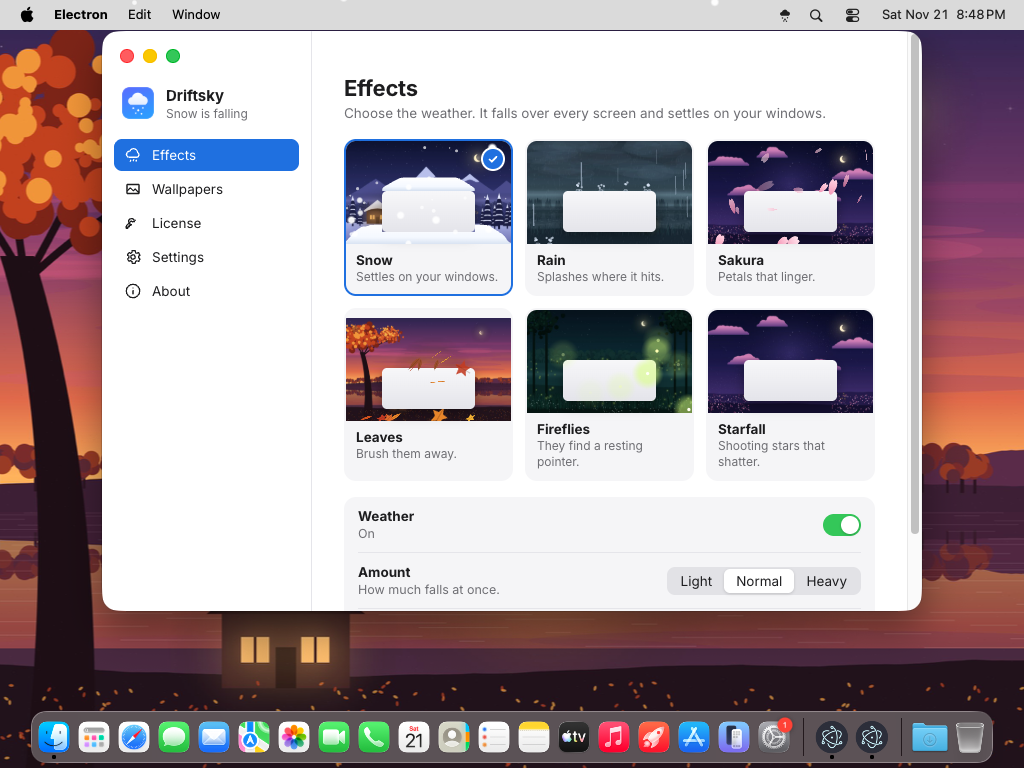 Electron Edit Window Sat Nov 21 8:48 PM
Driftsky
Snow is falling
Effects
Wallpapers
License
Settings
About
Effects
Choose the weather. It falls over every screen and settles on your windows.
Snow
Settles on your windows.
Rain
Splashes where it hits.
Sakura
Petals that linger.
Leaves
Brush them away.
Fireflies
They find a resting
pointer.
Starfall
Shooting stars that
shatter.
Weather
On
Amount
How much falls at once.
Light Normal Heavy
Sat
21
tv
1